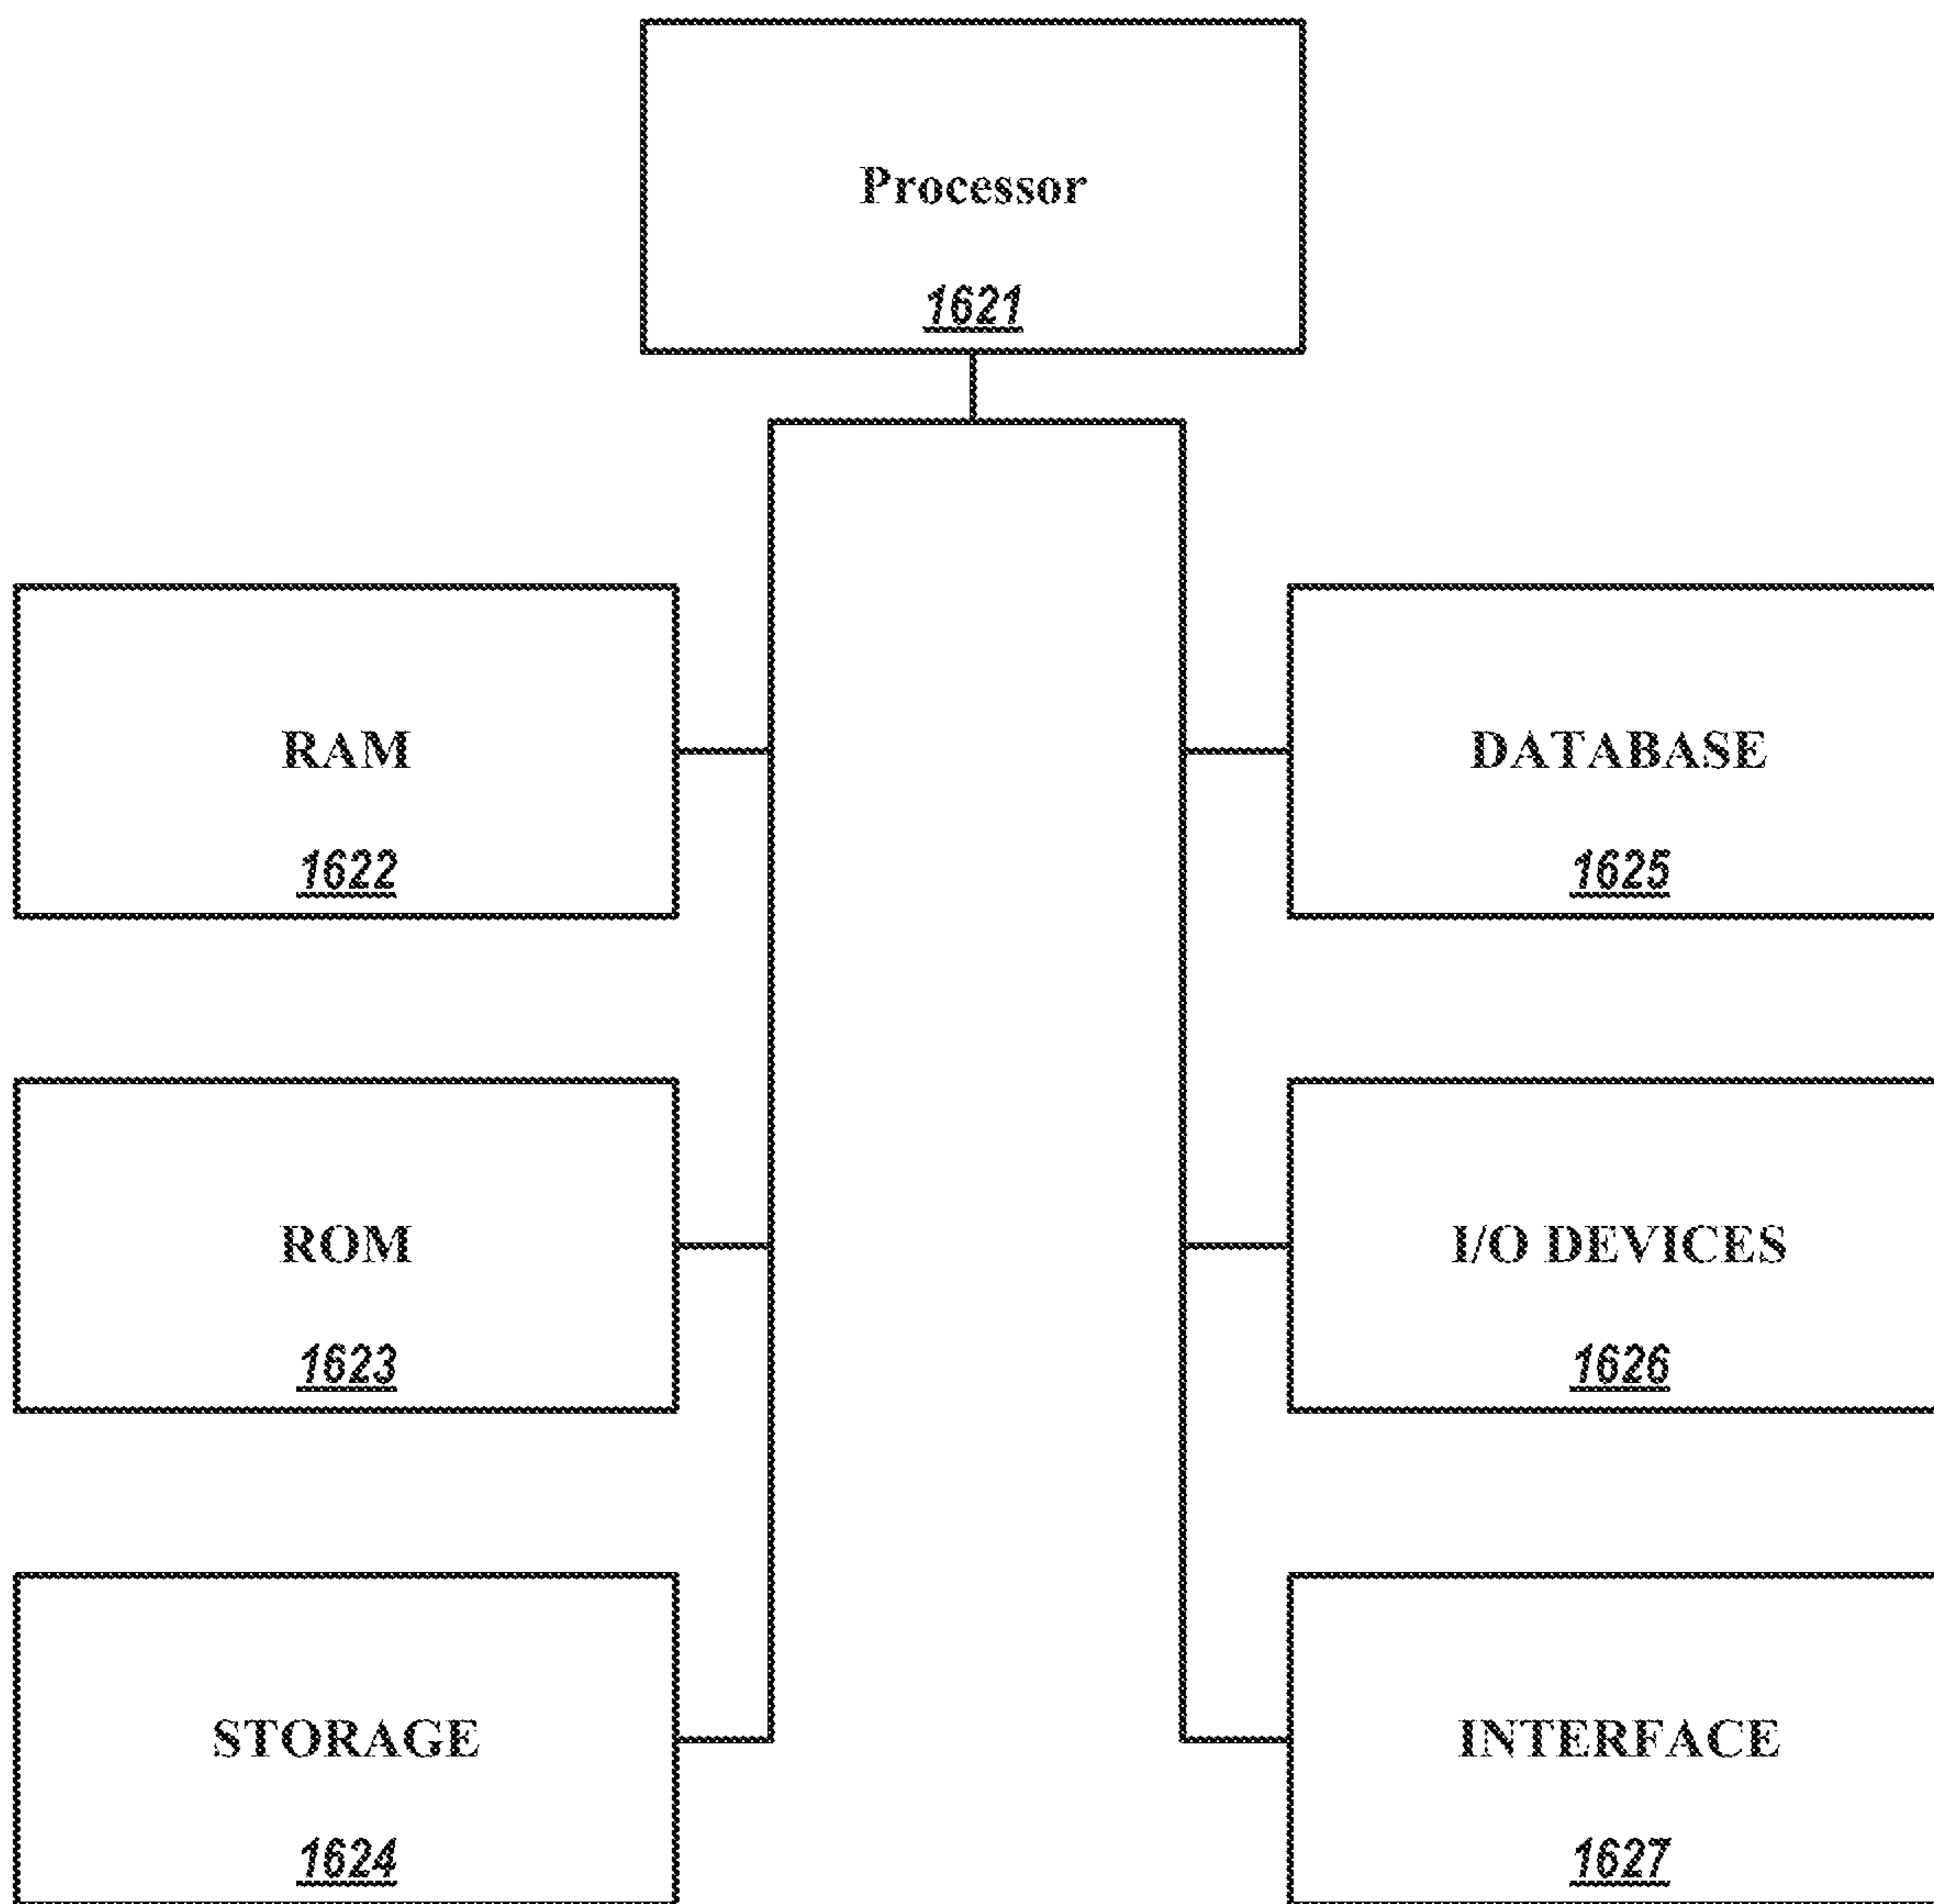 Processor
1621
RAM
1622
DATABASE
1625
ROM
1623
I/O DEVICES
1626
STORAGE
1624
INTERFACE
1627